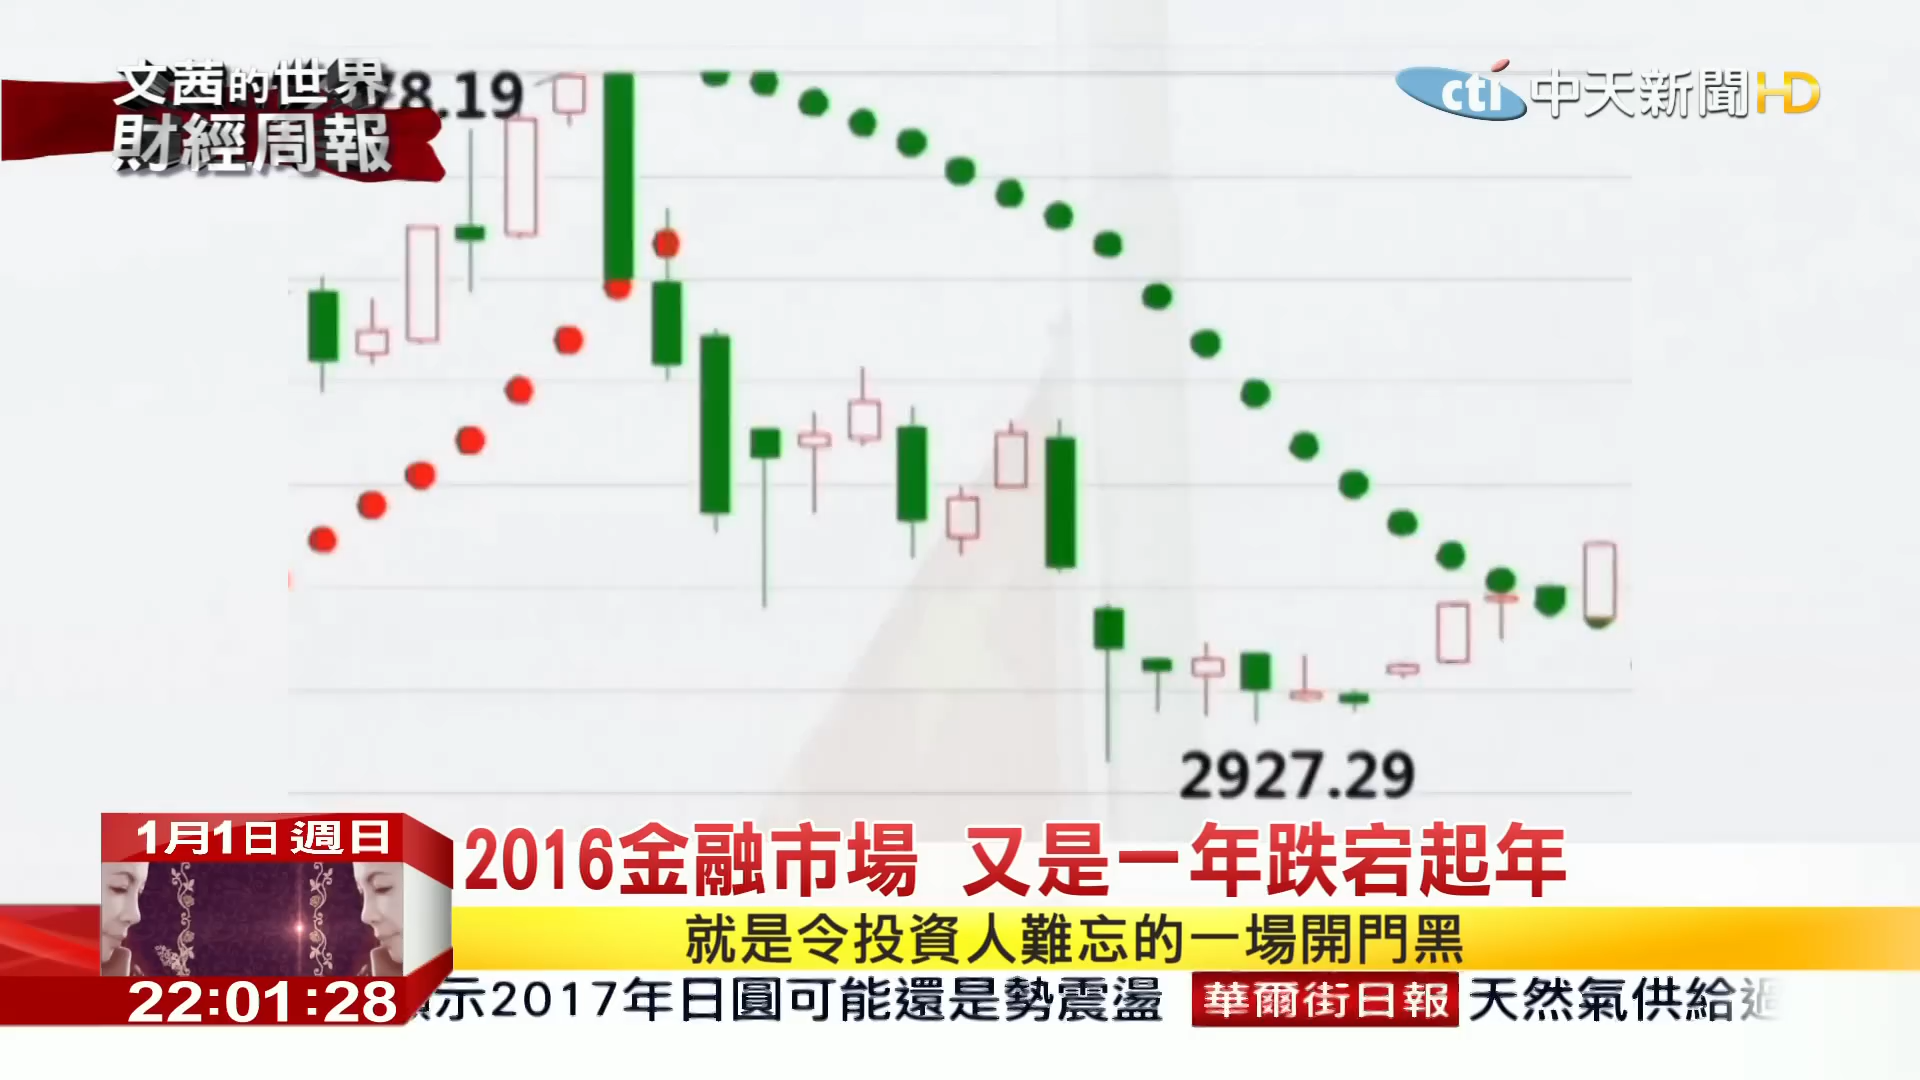 文茜的世界
財經周報
78.19
cti 中天新聞HD
2927.29
1月1日 週日
2016金融市場 又是一年跌宕起年
就是令投資人難忘的一場開門黑
22:01:28
示2017年日圓可能還是勢震盪 華爾街日報 天然氣供給